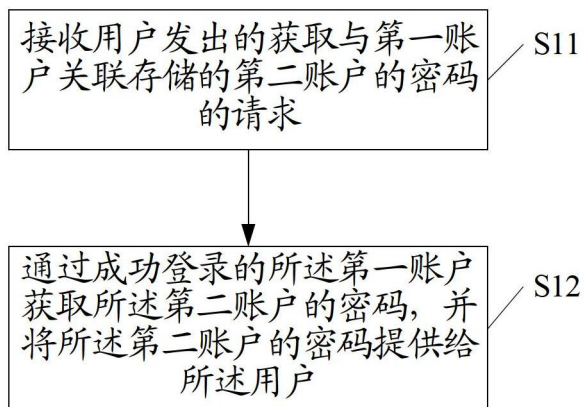 接收用户发出的获取与第一账
户关联存储的第二账户的密码
的请求
S11
通过成功登录的所述第一账户
获取所述第二账户的密码，并
将所述第二账户的密码提供给
所述用户
S12